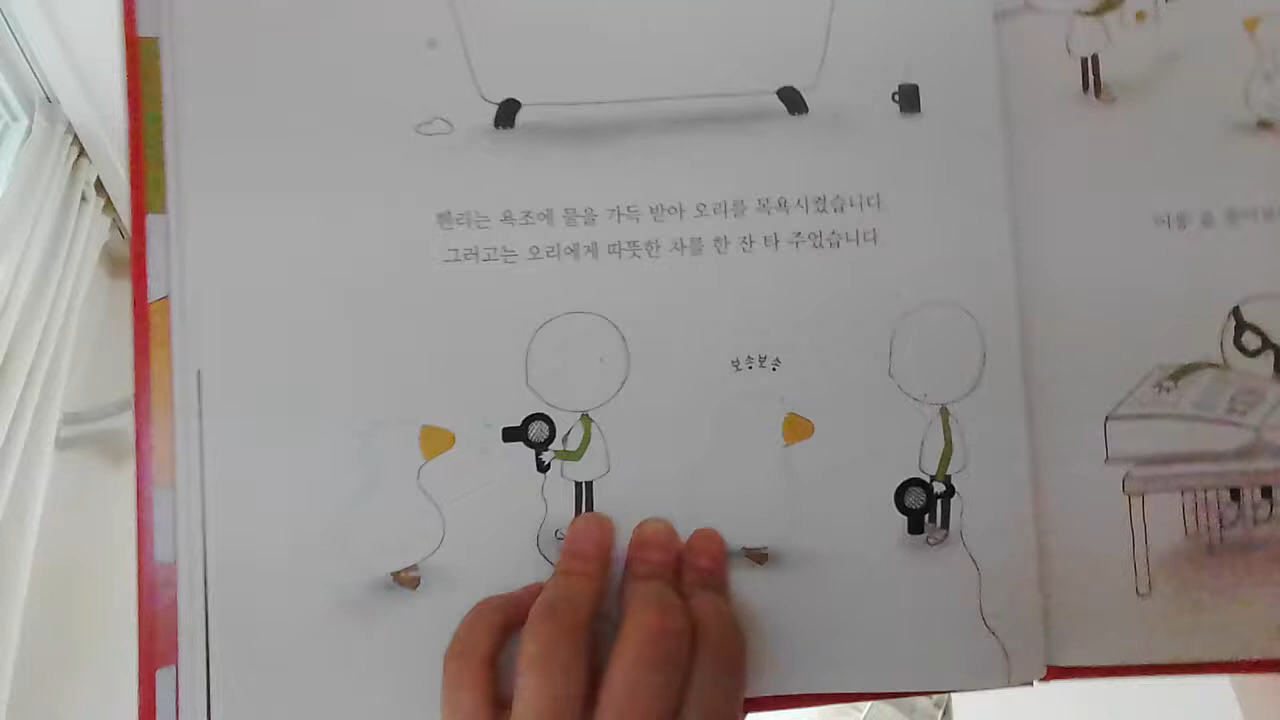 헨리는 욕조에 물을 가득 받아 오리를 목욕시켰습니다
그러고는 오리에게 따뜻한 차를 한 잔 타 주었습니다
보송보송